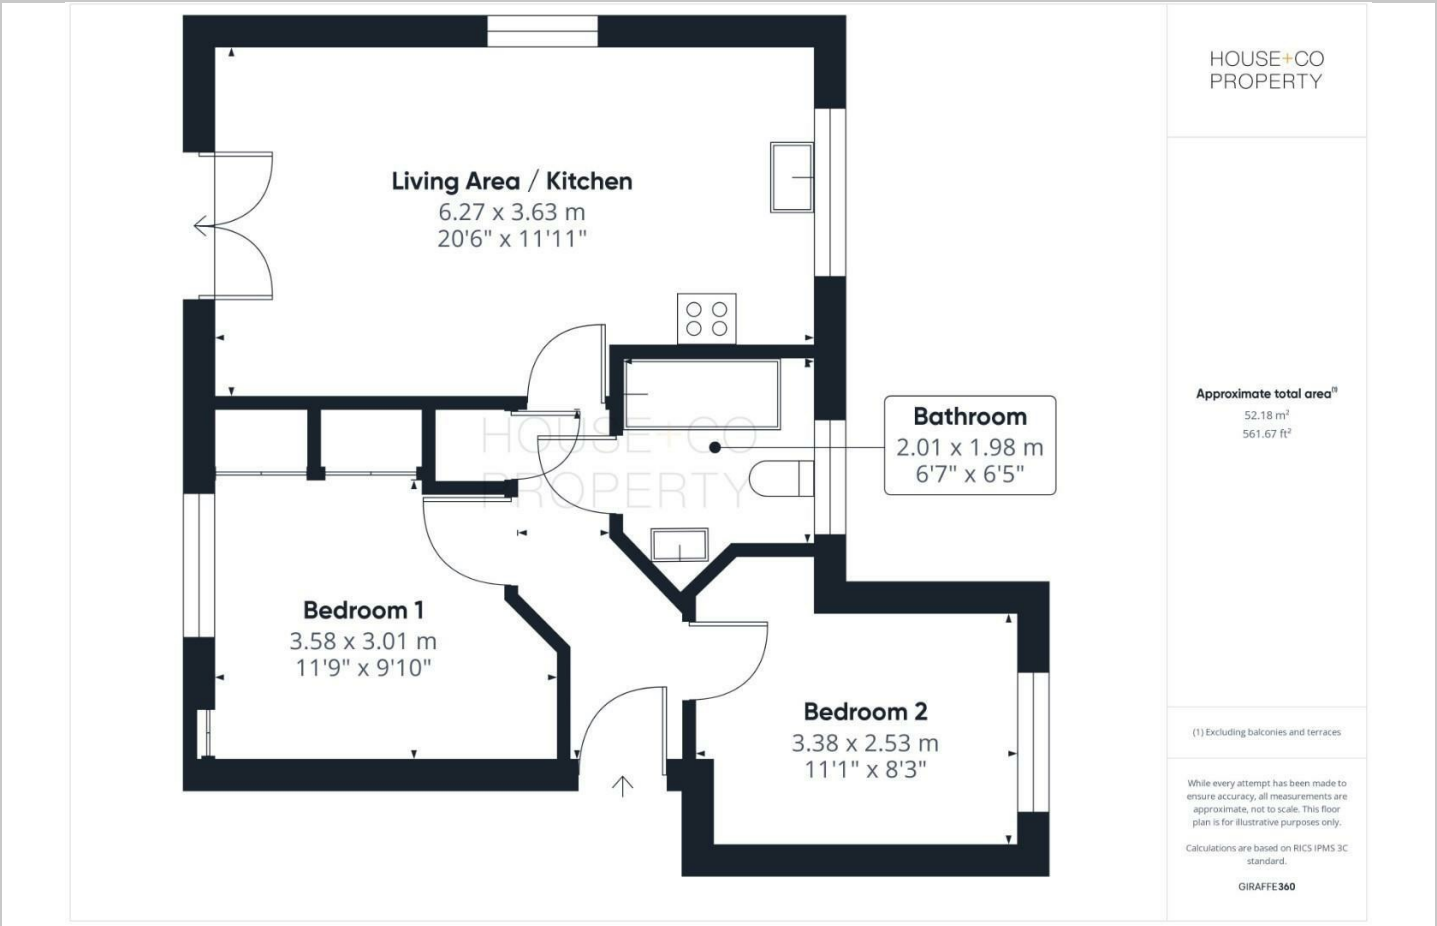 HOUSE+CO
PROPERTY
Living Area / Kitchen
6.27 x 3.63 m
20'6" x 11'11"
HOUSE+CO
PROPERTY
Bathroom
2.01 x 1.98 m
6'7" x 6'5"
Bedroom 1
3.58 x 3.01 m
11'9" x 9'10"
Bedroom 2
3.38 x 2.53 m
11'1" x 8'3"
Approximate total area(1)
52.18 m²
561.67 ft²
(1) Excluding balconies and terraces
While every attempt has been made to
ensure accuracy, all measurements are
approximate, not to scale. This floor
plan is for illustrative purposes only.
Calculations are based on RICS IPMS 3C
standard.
GIRAFFE360